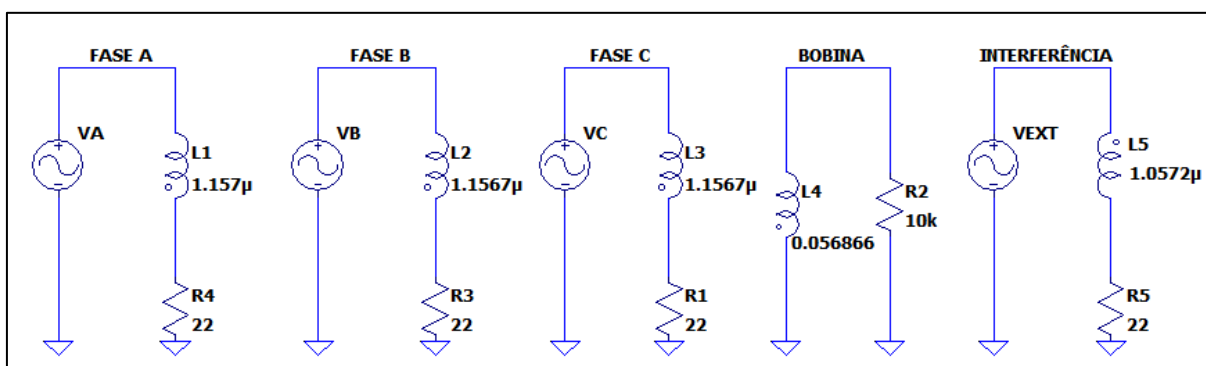 FASE A
FASE B
FASE C
BOBINA
INTERFERÊNCIA
VA
L1
1.157µ
R4
22
VB
L2
1.1567µ
R3
22
VC
L3
1.1567µ
R1
22
L4
0.056866
R2
10k
VEXT
L5
1.0572µ
R5
22